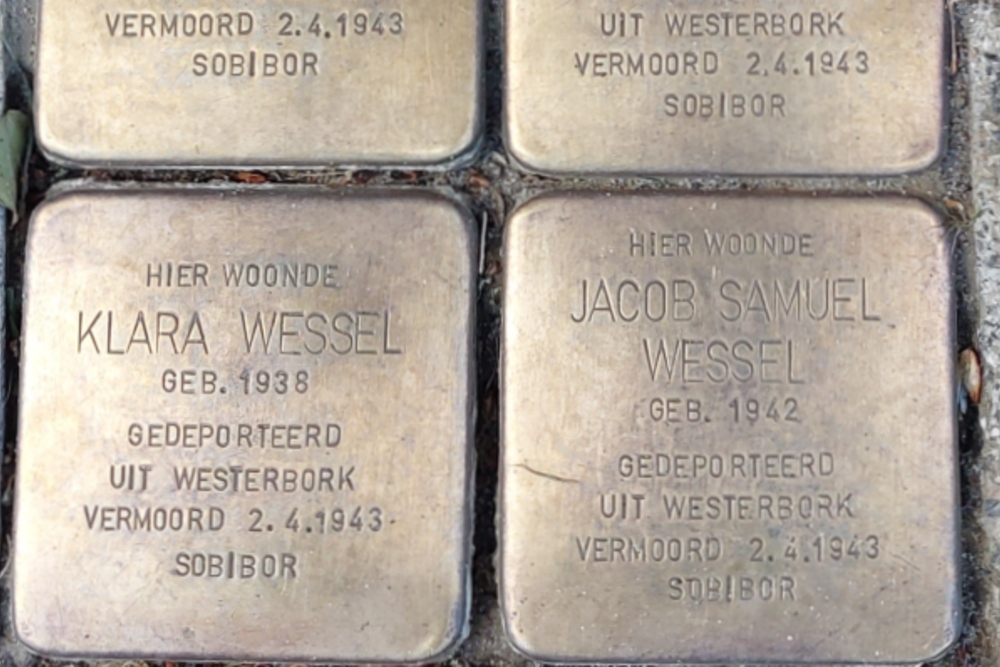 VERMOORD 2.4.1943
SOBIBOR
UIT WESTERBORK
VERMOORD 2.4.1943
SOBIBOR
HIER WOONDE
KLARA WESSEL
GEB. 1938
GEDEPORTEERD
UIT WESTERBORK
VERMOORD 2.4.1943
SOBIBOR
HIER WOONDE
JACOB SAMUEL
WESSEL
GEB. 1942
GEDEPORTEERD
UIT WESTERBORK
VERMOORD 2.4.1943
SOBIBOR